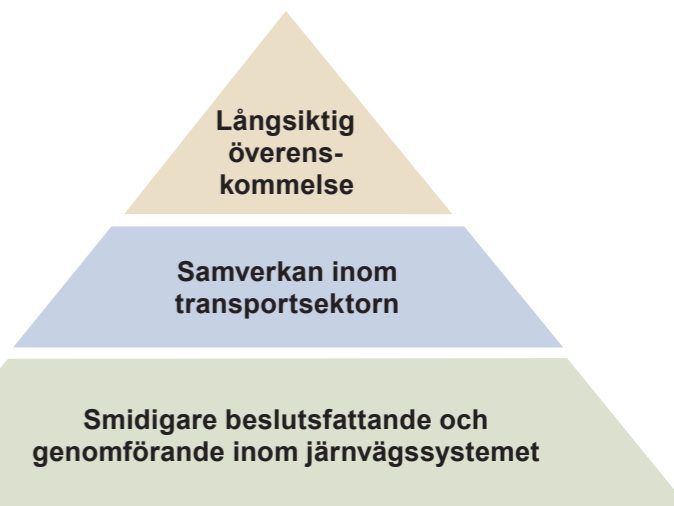 Långsiktig
överens-
kommelse
Samverkan inom
transportsektorn
Smidigare beslutsfattande och
genomförande inom järnvägssystemet